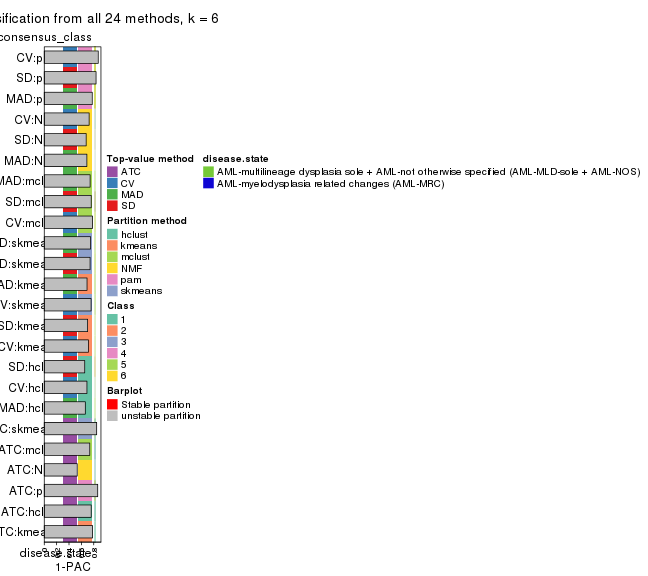 sification from all 24 methods, k = 6
consensus_class
CV:p
SD:p
MAD:p
CV:N
SD:N
MAD:N
MAD:mcl
SD:mcl
CV:mcl
D:skmea
D:skmea
AD:kmea
V:skmea
SD:kmea
CV:kmea
SD:hcl
CV:hcl
MAD:hcl
C:skmea
ATC:mcl
ATC:N
ATC:p
ATC:hcl
TC:kmea
disease.state
1-PAC
Top-value method
ATC
CV
MAD
SD
Partition method
hclust
kmeans
mclust
NMF
pam
skmeans
Class
1
2
3
4
5
6
Barplot
Stable partition
unstable partition
disease.state
AML-multilineage dysplasia sole + AML-not otherwise specified (AML-MLD-sole + AML-NOS)
AML-myelodysplasia related changes (AML-MRC)